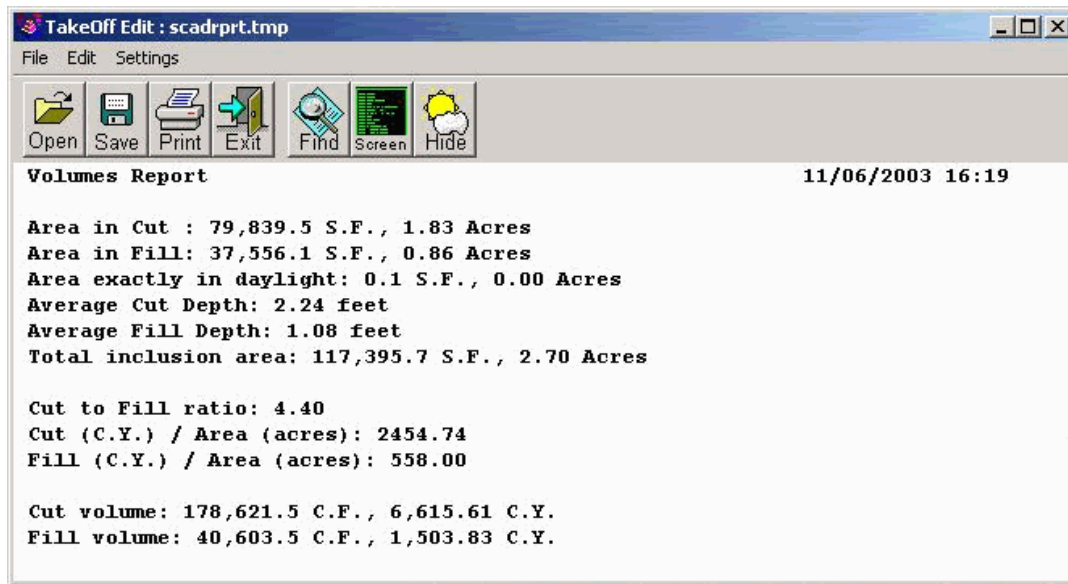 TakeOff Edit : scadrprt.tmp
File Edit Settings
Open Save Print Exit Find Screen Hide
Volumes Report 11/06/2003 16:19
Area in Cut : 79,839.5 S.F., 1.83 Acres
Area in Fill: 37,556.1 S.F., 0.86 Acres
Area exactly in daylight: 0.1 S.F., 0.00 Acres
Average Cut Depth: 2.24 feet
Average Fill Depth: 1.08 feet
Total inclusion area: 117,395.7 S.F., 2.70 Acres
Cut to Fill ratio: 4.40
Cut (C.Y.) / Area (acres): 2454.74
Fill (C.Y.) / Area (acres): 558.00
Cut volume: 178,621.5 C.F., 6,615.61 C.Y.
Fill volume: 40,603.5 C.F., 1,503.83 C.Y.